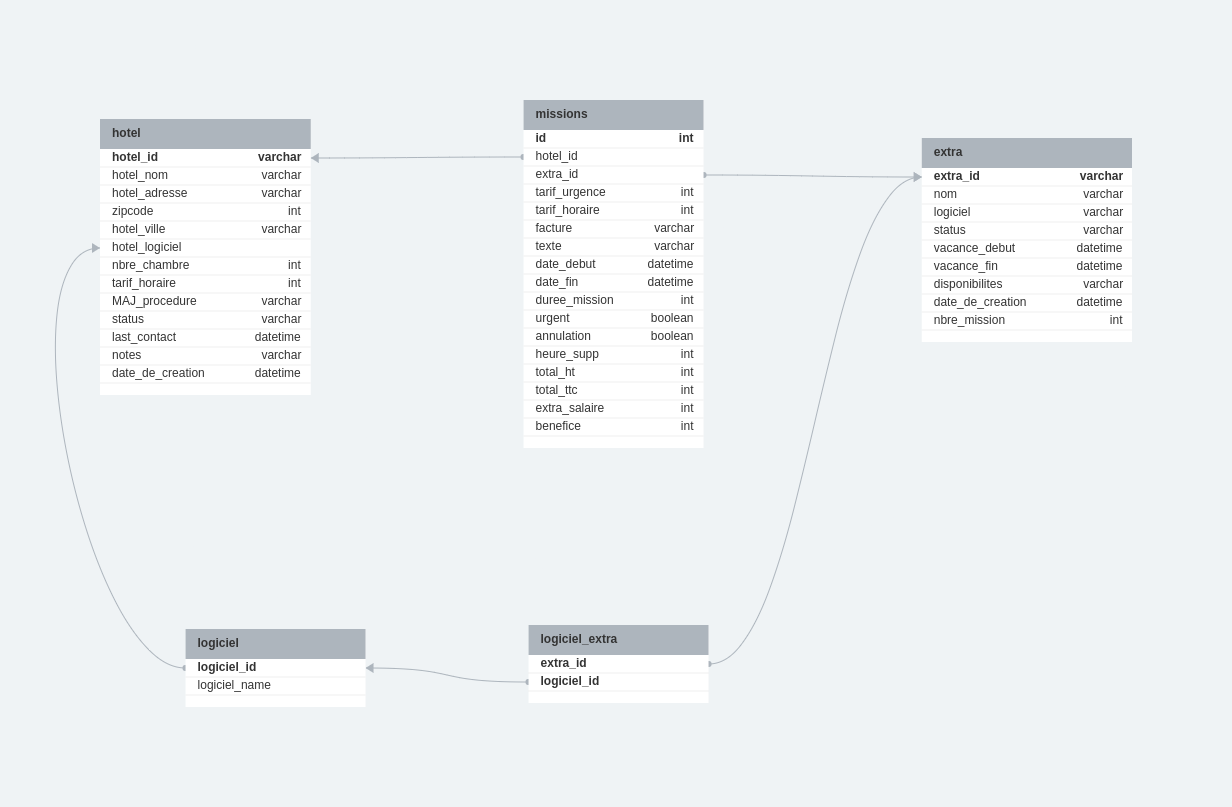 hotel
hotel_id varchar
hotel_nom varchar
hotel_adresse varchar
zipcode int
hotel_ville varchar
hotel_logiciel
nbre_chambre int
tarif_horaire int
MAJ_procedure varchar
status varchar
last_contact datetime
notes varchar
date_de_creation datetime
missions
id int
hotel_id
extra_id
tarif_urgence int
tarif_horaire int
facture varchar
texte varchar
date_debut datetime
date_fin datetime
duree_mission int
urgent boolean
annulation boolean
heure_supp int
total_ht int
total_ttc int
extra_salaire int
benefice int
extra
extra_id varchar
nom varchar
logiciel varchar
status varchar
vacance_debut datetime
vacance_fin datetime
disponibilites varchar
date_de_creation datetime
nbre_mission int
logiciel
logiciel_id
logiciel_name
logiciel_extra
extra_id
logiciel_id